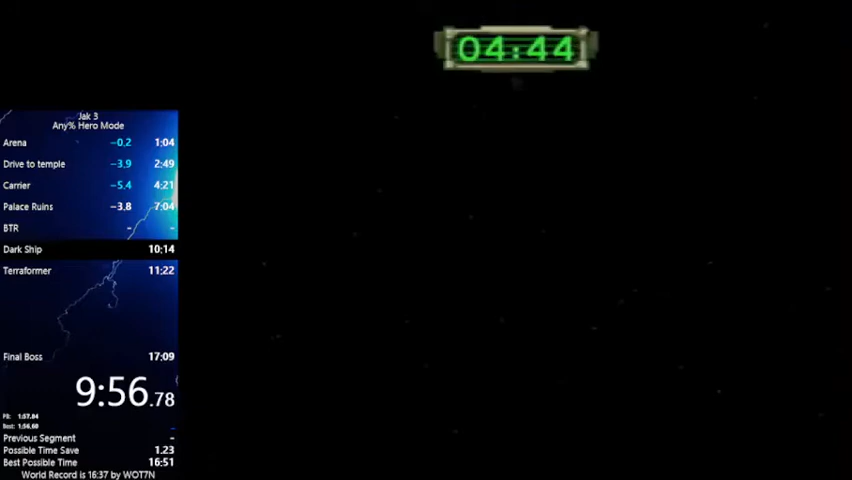 04:44
Jak 3
Any% Hero Mode
Arena −0.2 1:04
Drive to temple −3.9 2:49
Carrier −5.4 4:21
Palace Ruins −3.8 7:04
BTR - -
Dark Ship 10:14
Terraformer 11:22
Final Boss 17:09
9:56.78
PB: 1:57.84
Best: 1:56.60
Previous Segment -
Possible Time Save 1.23
Best Possible Time 16:51
World Record is 16:37 by WOT7N